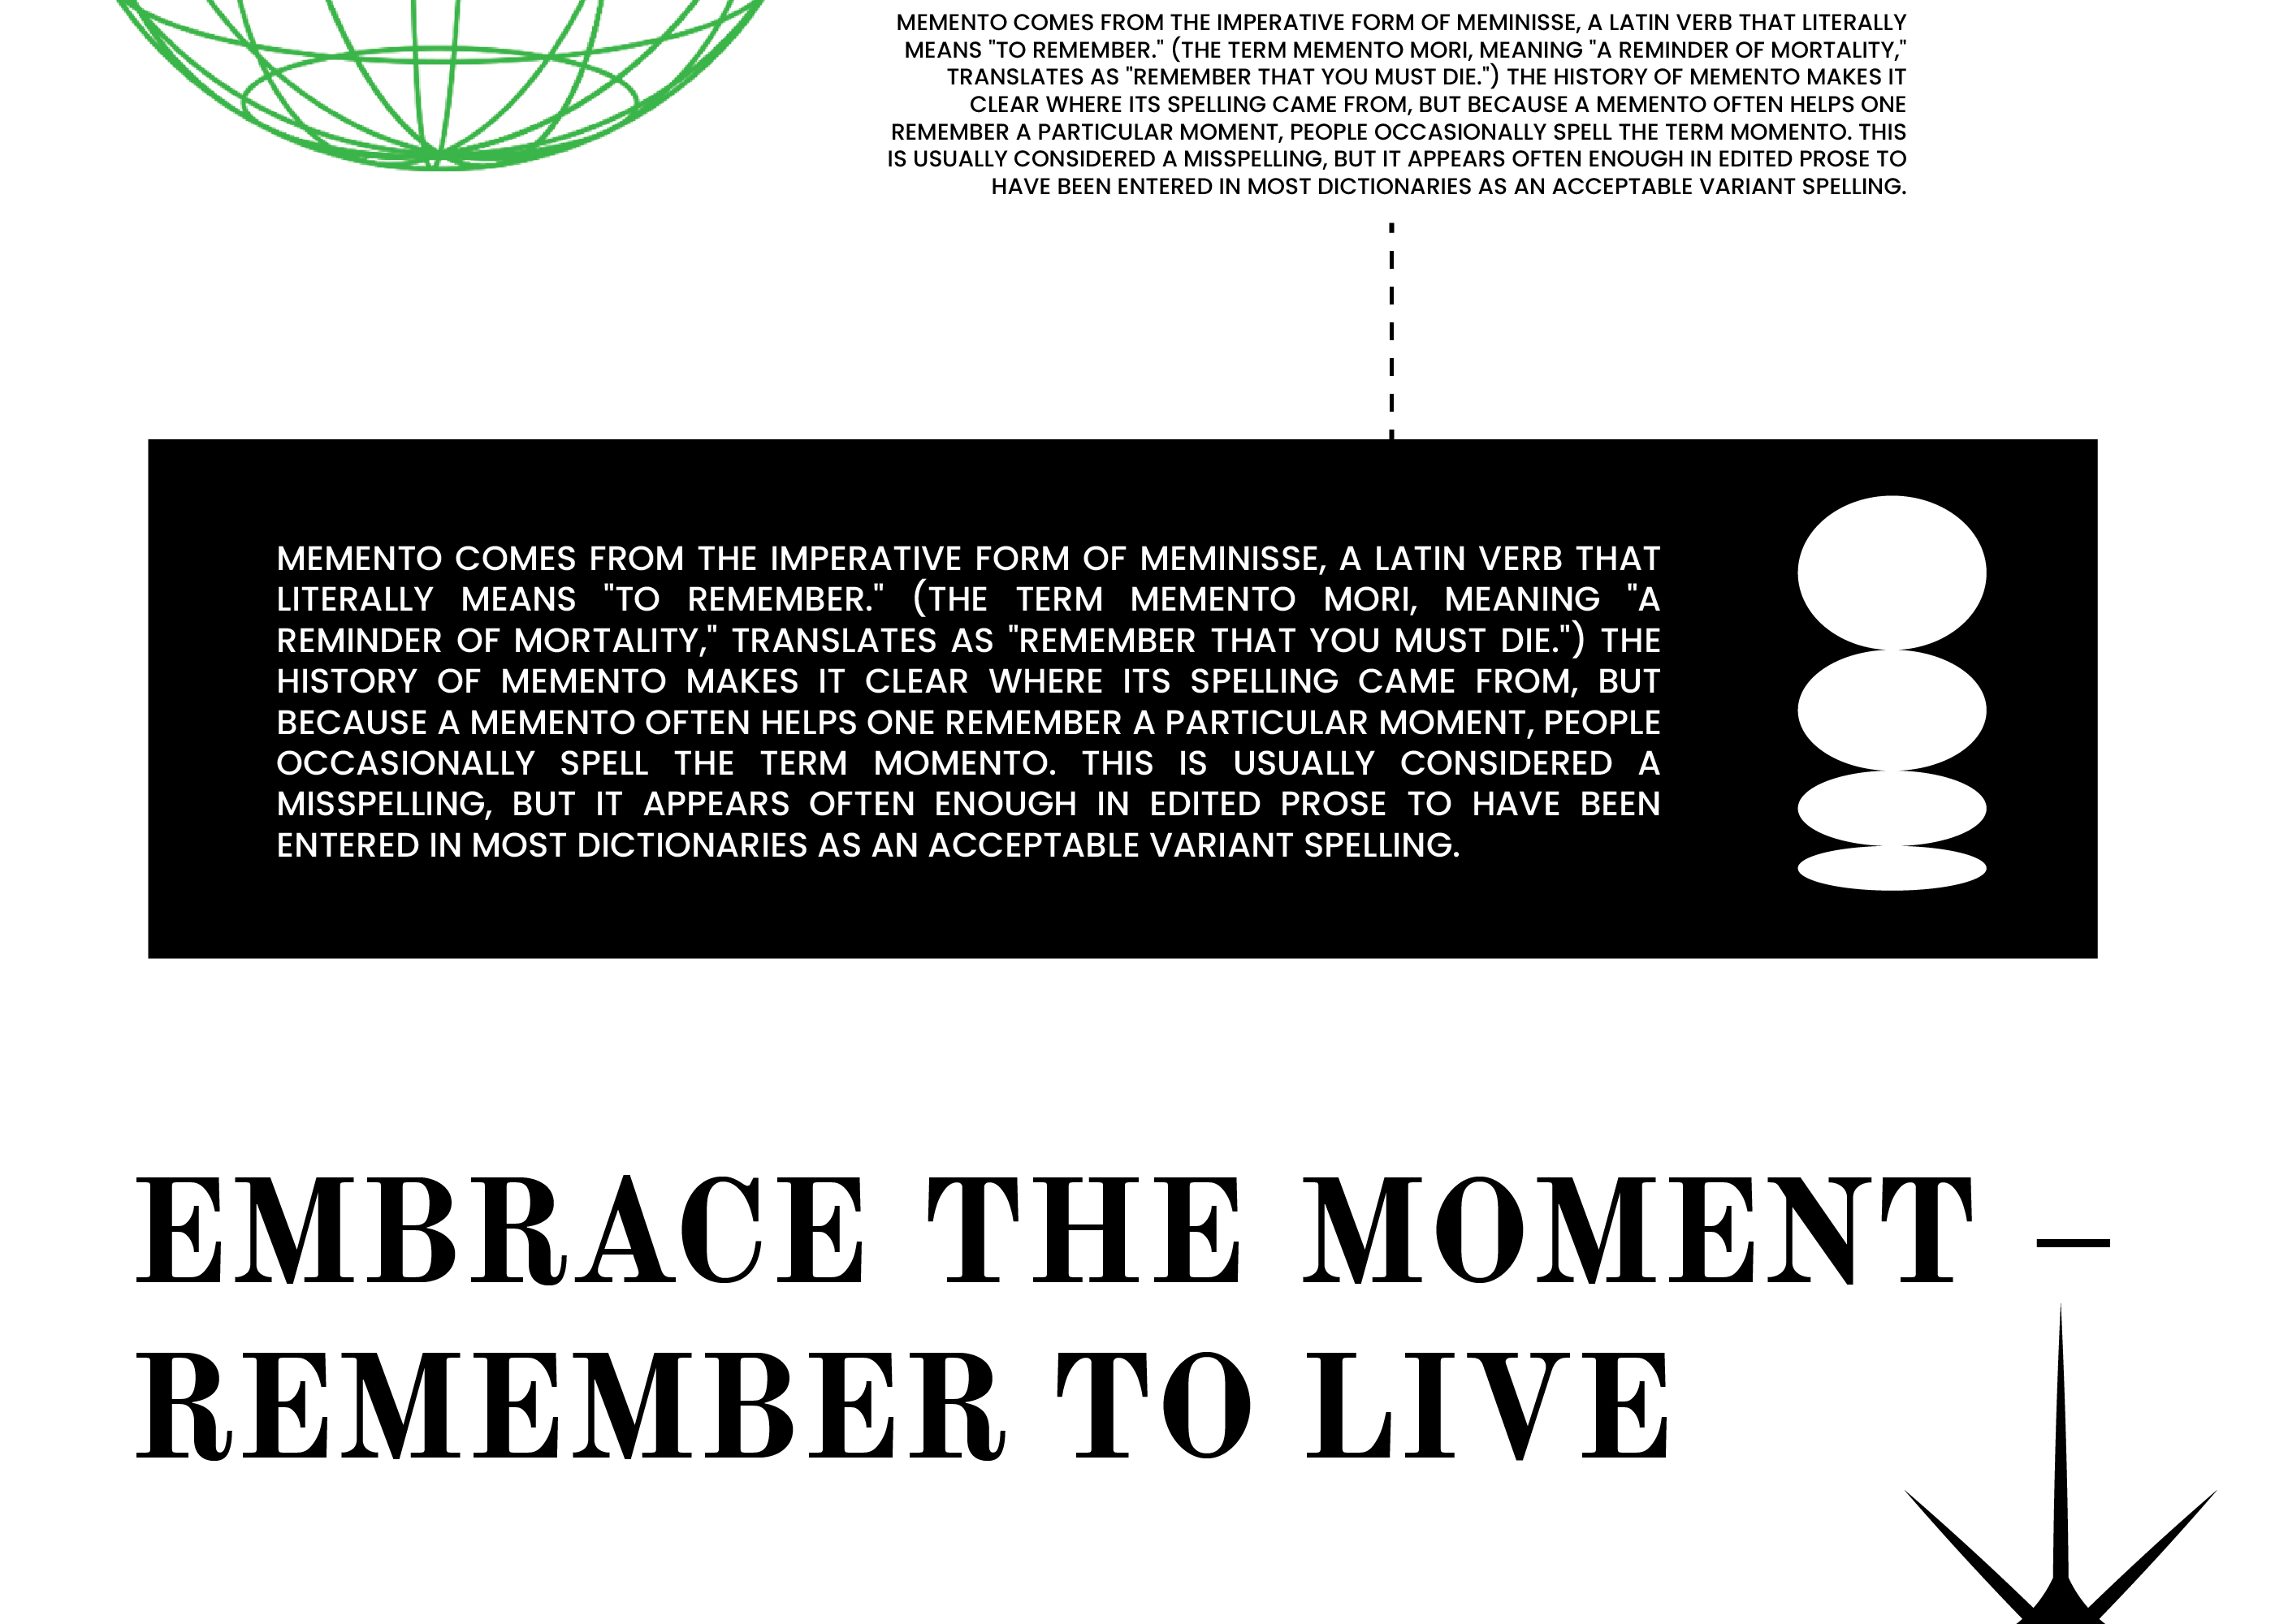 MEMENTO COMES FROM THE IMPERATIVE FORM OF MEMINISSE, A LATIN VERB THAT LITERALLY
MEANS "TO REMEMBER." (THE TERM MEMENTO MORI, MEANING "A REMINDER OF MORTALITY,"
TRANSLATES AS "REMEMBER THAT YOU MUST DIE.") THE HISTORY OF MEMENTO MAKES IT
CLEAR WHERE ITS SPELLING CAME FROM, BUT BECAUSE A MEMENTO OFTEN HELPS ONE
REMEMBER A PARTICULAR MOMENT, PEOPLE OCCASIONALLY SPELL THE TERM MOMENTO. THIS
IS USUALLY CONSIDERED A MISSPELLING, BUT IT APPEARS OFTEN ENOUGH IN EDITED PROSE TO
HAVE BEEN ENTERED IN MOST DICTIONARIES AS AN ACCEPTABLE VARIANT SPELLING.
MEMENTO COMES FROM THE IMPERATIVE FORM OF MEMINISSE, A LATIN VERB THAT
LITERALLY MEANS "TO REMEMBER." (THE TERM MEMENTO MORI, MEANING "A
REMINDER OF MORTALITY," TRANSLATES AS "REMEMBER THAT YOU MUST DIE.") THE
HISTORY OF MEMENTO MAKES IT CLEAR WHERE ITS SPELLING CAME FROM, BUT
BECAUSE A MEMENTO OFTEN HELPS ONE REMEMBER A PARTICULAR MOMENT, PEOPLE
OCCASIONALLY SPELL THE TERM MOMENTO. THIS IS USUALLY CONSIDERED A
MISSPELLING, BUT IT APPEARS OFTEN ENOUGH IN EDITED PROSE TO HAVE BEEN
ENTERED IN MOST DICTIONARIES AS AN ACCEPTABLE VARIANT SPELLING.
EMBRACE THE MOMENT –
REMEMBER TO LIVE